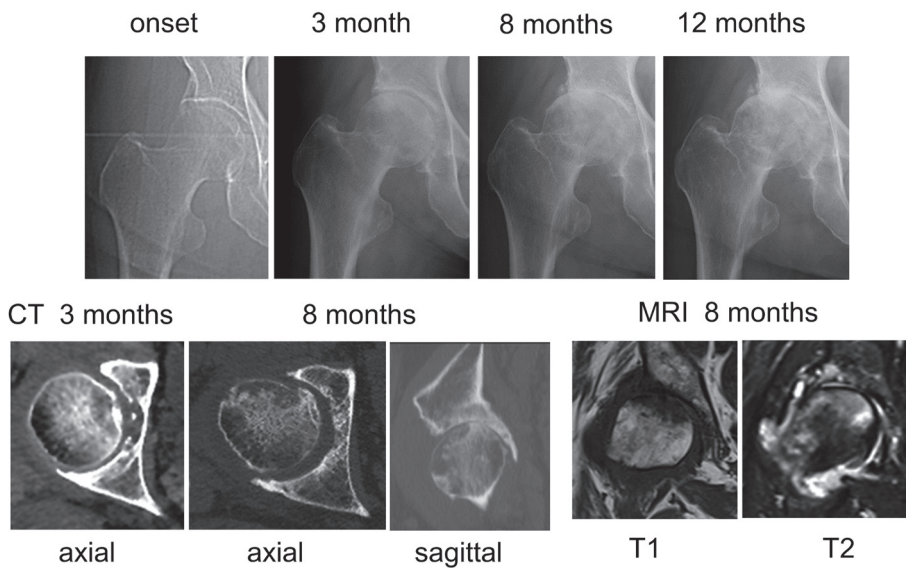 onset 3 month 8 months 12 months
CT 3 months 8 months MRI 8 months
axial axial sagittal T1 T2